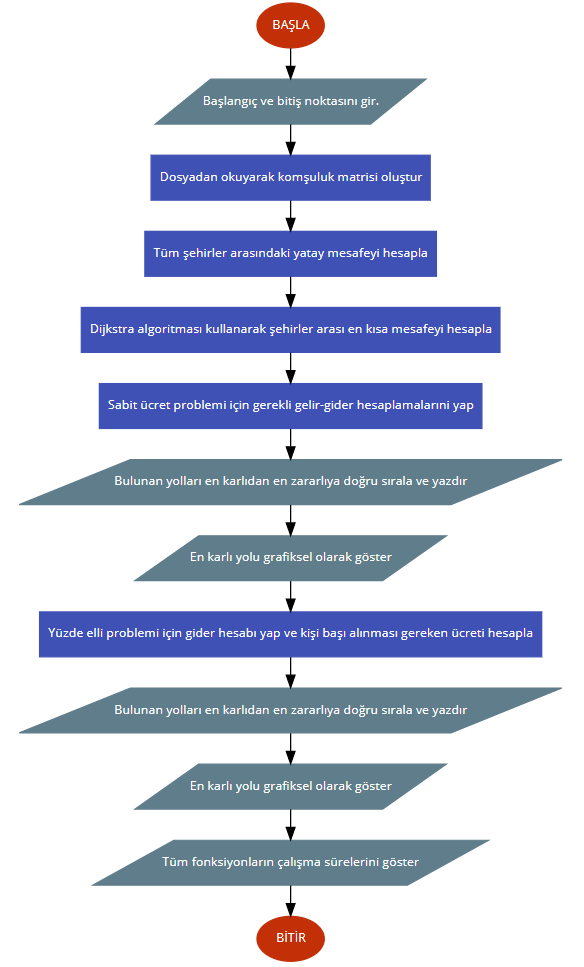 BAŞLA
Başlangıç ve bitiş noktasını gir.
Dosyadan okuyarak komşuluk matrisi oluştur
Tüm şehirler arasındaki yatay mesafeyi hesapla
Dijkstra algoritması kullanarak şehirler arası en kısa mesafeyi hesapla
Sabit ücret problemi için gerekli gelir-gider hesaplamalarını yap
Bulunan yolları en karlıdan en zararlıya doğru sırala ve yazdır
En karlı yolu grafiksel olarak göster
Yüzde elli problemi için gider hesabı yap ve kişi başı alınması gereken ücreti hesapla
Bulunan yolları en karlıdan en zararlıya doğru sırala ve yazdır
En karlı yolu grafiksel olarak göster
Tüm fonksiyonların çalışma sürelerini göster
BİTİR